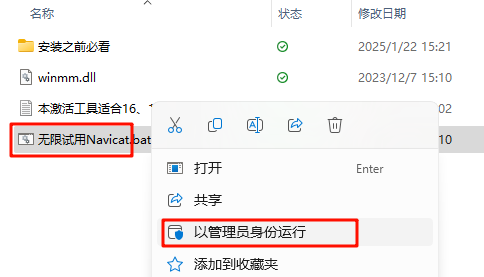 名称 状态 修改日期
安装之前必看 2025/1/22 15:21
winmm.dll 2023/12/7 15:10
本激活工具适合16、 02
无限试用Navicat.bat 10
打开 Enter
共享
以管理员身份运行
添加到收藏夹